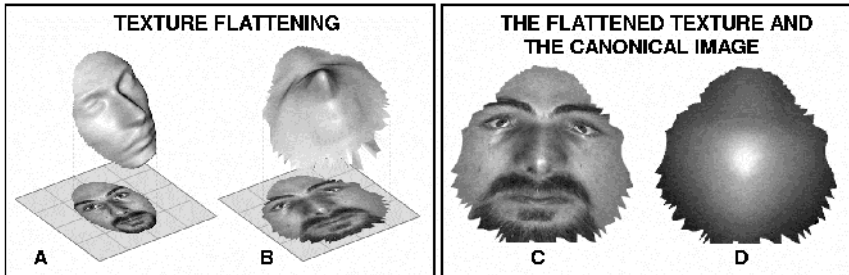 TEXTURE FLATTENING
A
B
THE FLATTENED TEXTURE AND
THE CANONICAL IMAGE
C
D